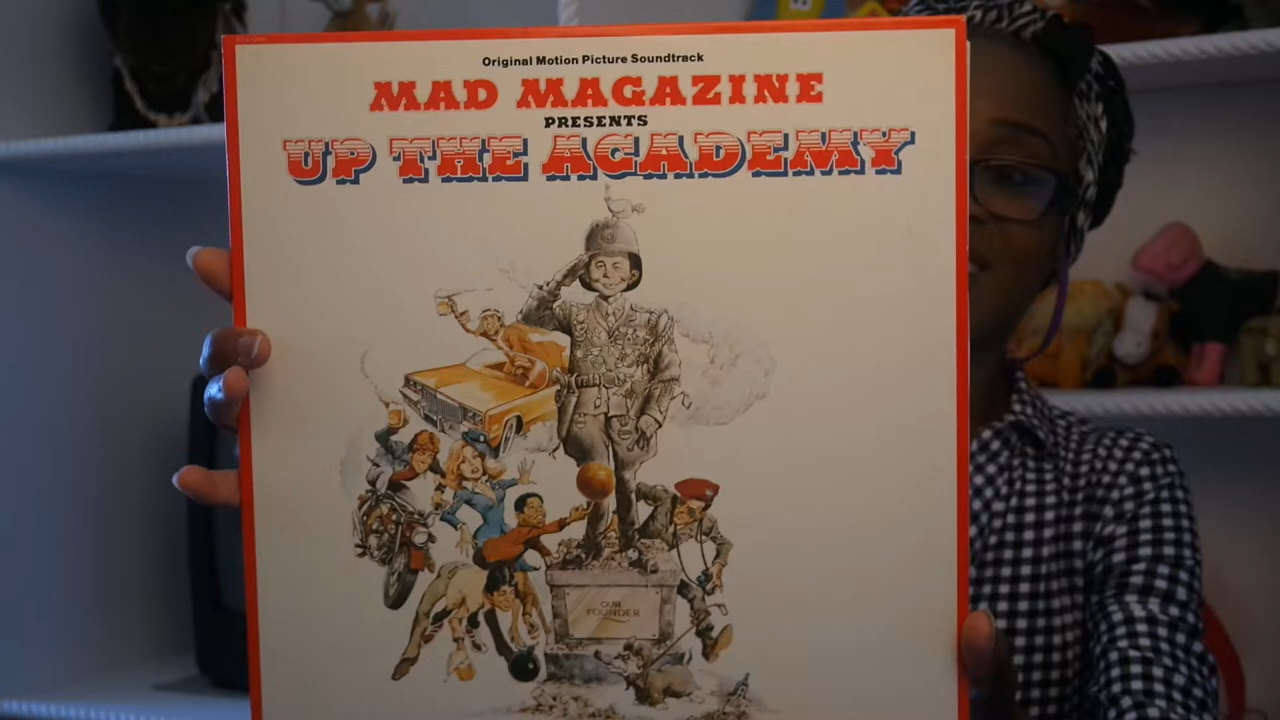 Original Motion Picture Soundtrack
MAD MAGAZINE
PRESENTS
UP THE ACADEMY
OUR
FOUNDER